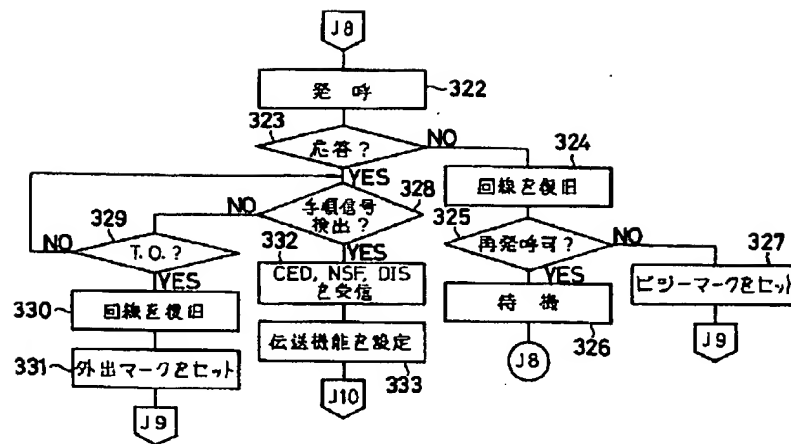 J8
発呼
322
323
応答?
NO
YES
324
回線を復旧
手順信号
検出?
328
NO
YES
329
T.O.?
NO
YES
325
再発呼可?
NO
YES
327
ビジーマークをセット
J9
332
CED, NSF, DIS
を受信
330
回線を復旧
待機
326
J8
伝送機能を設定
333
J10
331
外出マークをセット
J9